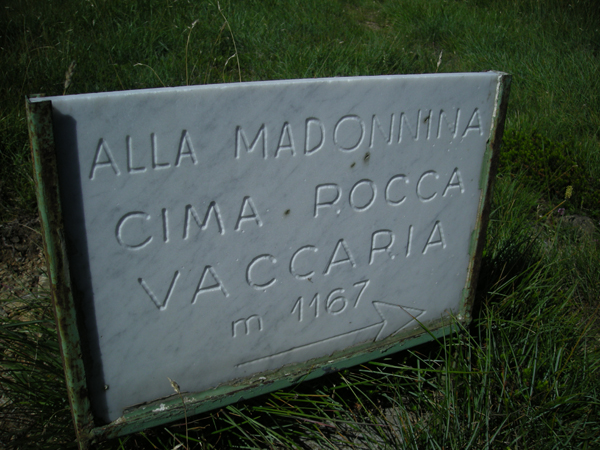 ALLA MADONNINA
CIMA ROCCA
VACCARIA
m 1167